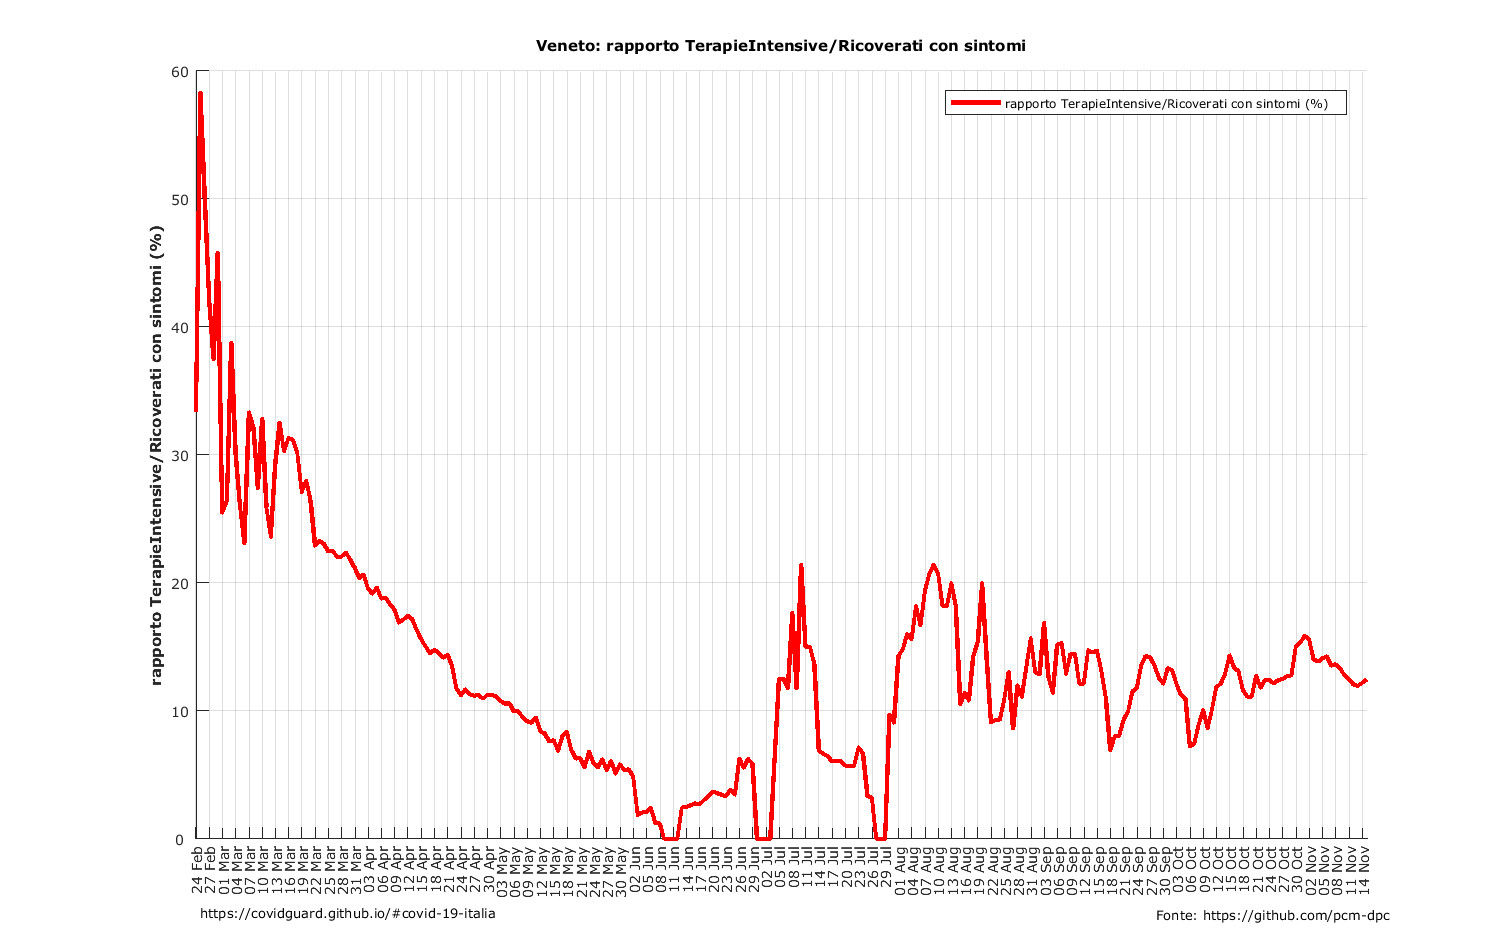 Veneto: rapporto TerapieIntensive/Ricoverati con sintomi
rapporto TerapieIntensive/Ricoverati con sintomi (%)
rapporto TerapieIntensive/Ricoverati con sintomi (%)
60
50
40
30
20
10
0
24 Feb
27 Feb
01 Mar
04 Mar
07 Mar
10 Mar
13 Mar
16 Mar
19 Mar
22 Mar
25 Mar
28 Mar
31 Mar
03 Apr
06 Apr
09 Apr
12 Apr
15 Apr
18 Apr
21 Apr
24 Apr
27 Apr
30 Apr
03 May
06 May
09 May
12 May
15 May
18 May
21 May
24 May
27 May
30 May
02 Jun
05 Jun
08 Jun
11 Jun
14 Jun
17 Jun
20 Jun
23 Jun
26 Jun
29 Jun
02 Jul
05 Jul
08 Jul
11 Jul
14 Jul
17 Jul
20 Jul
23 Jul
26 Jul
29 Jul
01 Aug
04 Aug
07 Aug
10 Aug
13 Aug
16 Aug
19 Aug
22 Aug
25 Aug
28 Aug
31 Aug
03 Sep
06 Sep
09 Sep
12 Sep
15 Sep
18 Sep
21 Sep
24 Sep
27 Sep
30 Sep
03 Oct
06 Oct
09 Oct
12 Oct
15 Oct
18 Oct
21 Oct
24 Oct
27 Oct
30 Oct
02 Nov
05 Nov
08 Nov
11 Nov
14 Nov
https://covidguard.github.io/#covid-19-italia
Fonte: https://github.com/pcm-dpc